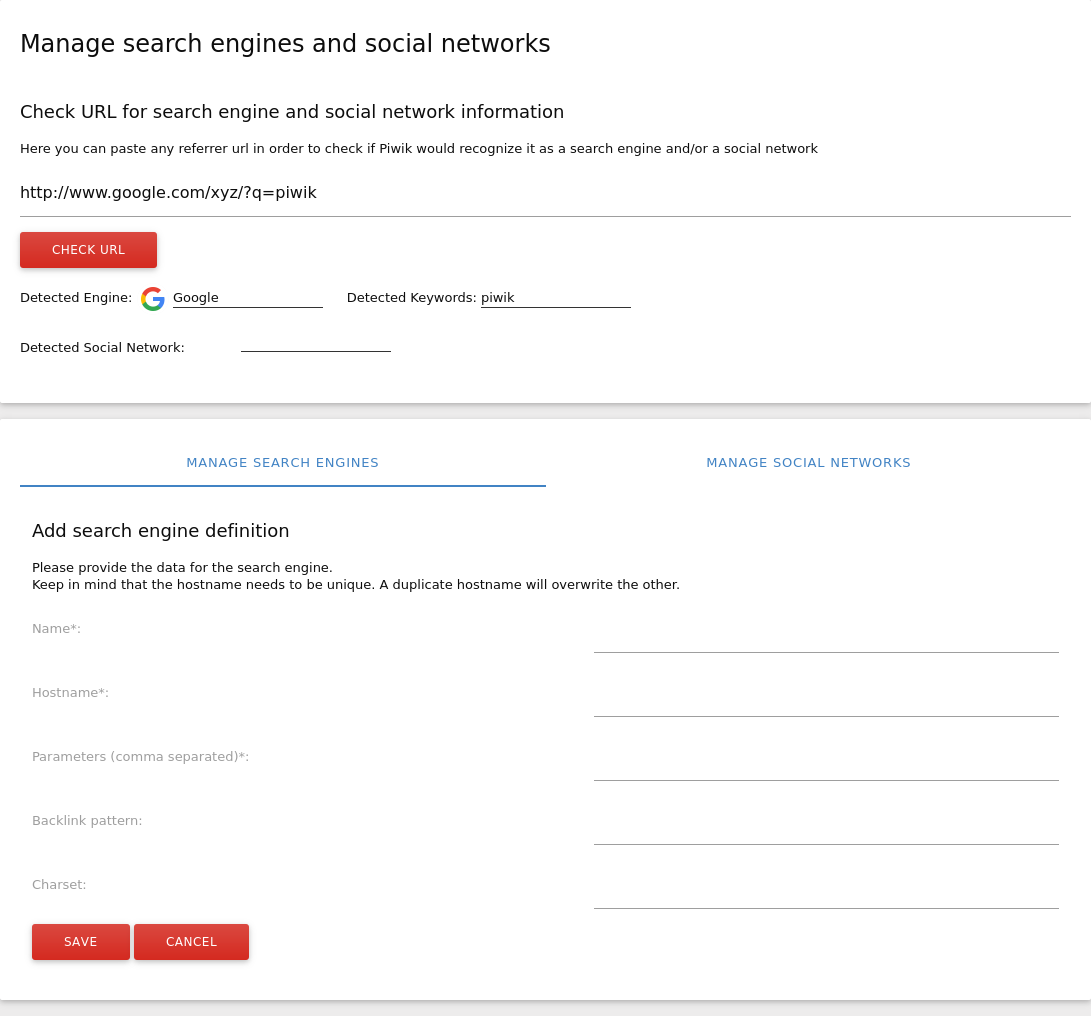 Manage search engines and social networks
Check URL for search engine and social network information
Here you can paste any referrer url in order to check if Piwik would recognize it as a search engine and/or a social network
http://www.google.com/xyz/?q=piwik
CHECK URL
Detected Engine: Google Detected Keywords: piwik
Detected Social Network:
MANAGE SEARCH ENGINES MANAGE SOCIAL NETWORKS
Add search engine definition
Please provide the data for the search engine.
Keep in mind that the hostname needs to be unique. A duplicate hostname will overwrite the other.
Name*:
Hostname*:
Parameters (comma separated)*:
Backlink pattern:
Charset:
SAVE CANCEL